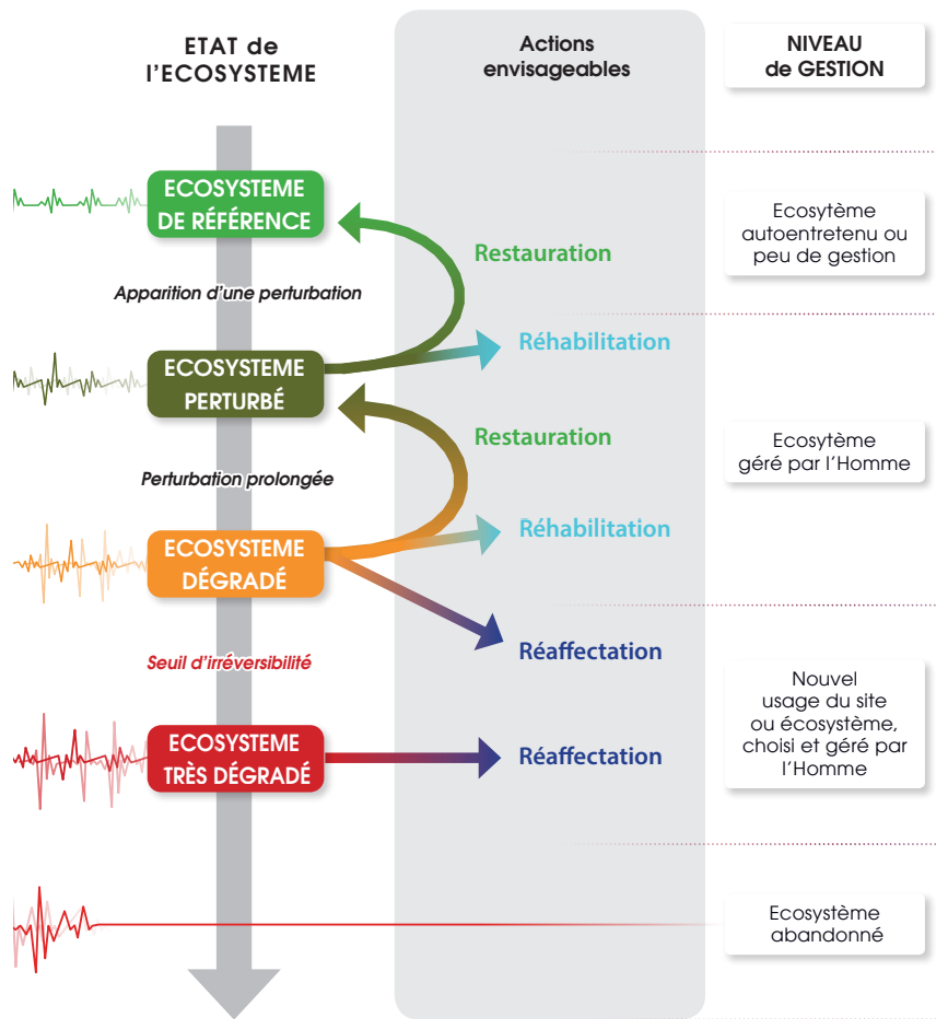 ETAT de
l'ECOSYSTEME
Actions
envisageables
NIVEAU
de GESTION
ECOSYSTEME
DE RÉFÉRENCE
Restauration
Ecosytème
autoentretenu ou
peu de gestion
Apparition d'une perturbation
Réhabilitation
ECOSYSTEME
PERTURBÉ
Restauration
Ecosytème
géré par l'Homme
Perturbation prolongée
Réhabilitation
ECOSYSTEME
DÉGRADÉ
Réaffectation
Seuil d'irréversibilité
Nouvel
usage du site
ou écosystème,
choisi et géré par
l'Homme
ECOSYSTEME
TRÈS DÉGRADÉ
Réaffectation
Ecosystème
abandonné